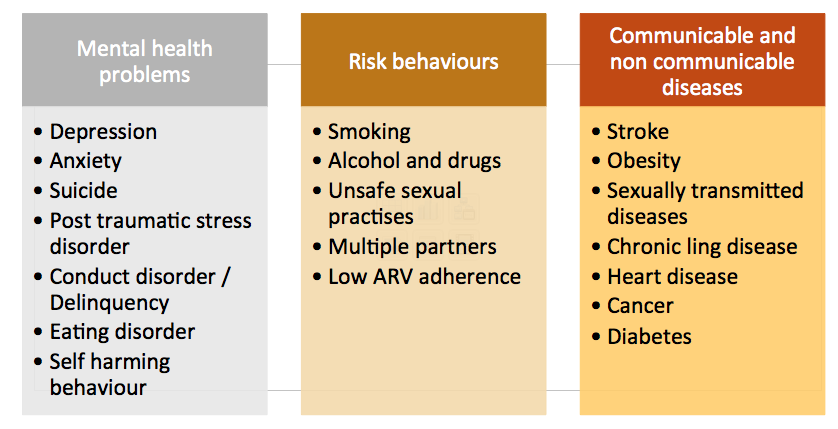 Mental health
problems
• Depression
• Anxiety
• Suicide
• Post traumatic stress
disorder
• Conduct disorder /
Delinquency
• Eating disorder
• Self harming
behaviour
Risk behaviours
• Smoking
• Alcohol and drugs
• Unsafe sexual
practises
• Multiple partners
• Low ARV adherence
Communicable and
non communicable
diseases
• Stroke
• Obesity
• Sexually transmitted
diseases
• Chronic ling disease
• Heart disease
• Cancer
• Diabetes